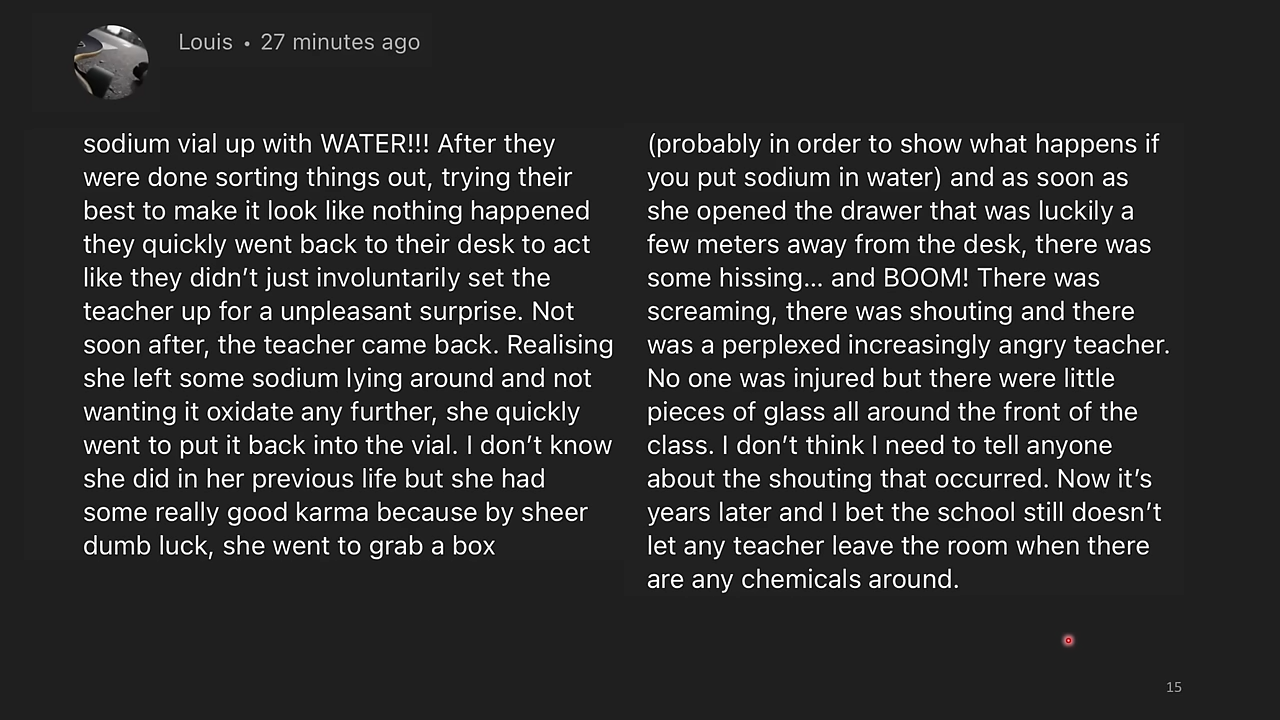 Louis • 27 minutes ago
sodium vial up with WATER!!! After they
were done sorting things out, trying their
best to make it look like nothing happened
they quickly went back to their desk to act
like they didn’t just involuntarily set the
teacher up for a unpleasant surprise. Not
soon after, the teacher came back. Realising
she left some sodium lying around and not
wanting it oxidate any further, she quickly
went to put it back into the vial. I don’t know
she did in her previous life but she had
some really good karma because by sheer
dumb luck, she went to grab a box
(probably in order to show what happens if
you put sodium in water) and as soon as
she opened the drawer that was luckily a
few meters away from the desk, there was
some hissing... and BOOM! There was
screaming, there was shouting and there
was a perplexed increasingly angry teacher.
No one was injured but there were little
pieces of glass all around the front of the
class. I don’t think I need to tell anyone
about the shouting that occurred. Now it’s
years later and I bet the school still doesn’t
let any teacher leave the room when there
are any chemicals around.
15